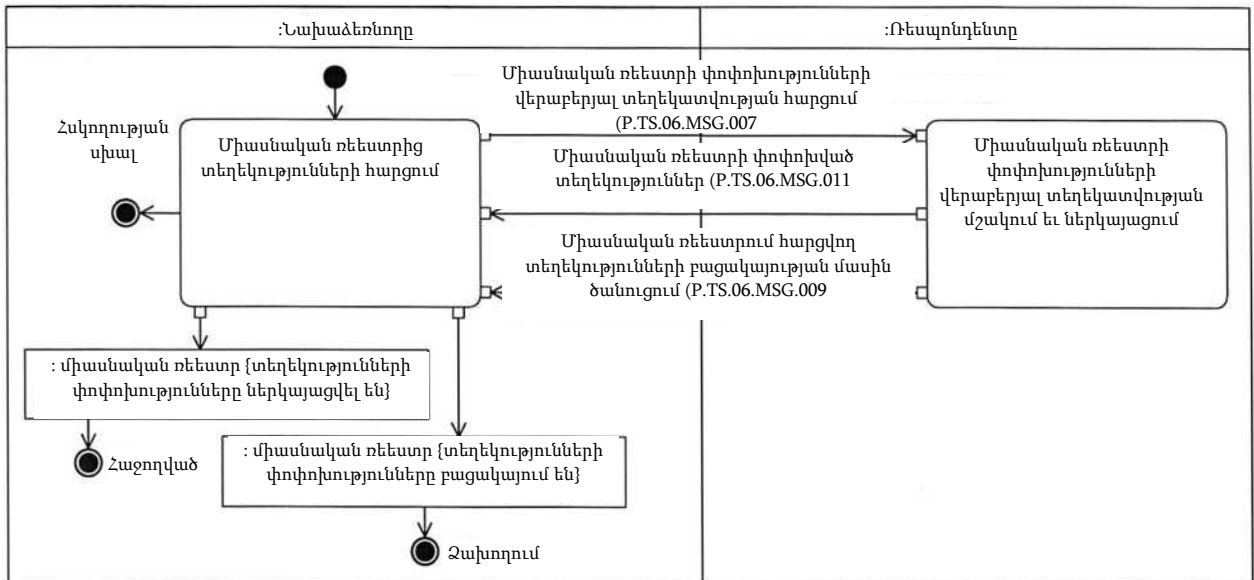 :Նախաձեռնողը
:Ռեսպոնդենտը
Միասնական ռեեստրի փոփոխությունների
վերաբերյալ տեղեկատվության հարցում
(P.TS.06.MSG.007
Հսկողության
սխալ
Միասնական ռեեստրից
տեղեկությունների հարցում
Միասնական ռեեստրի փոփոխված
տեղեկություններ (P.TS.06.MSG.011
Միասնական ռեեստրի
փոփոխությունների
վերաբերյալ տեղեկատվության
մշակում եւ ներկայացում
Միասնական ռեեստրում հարցվող
տեղեկությունների բացակայության մասին
ծանուցում (P.TS.06.MSG.009
: միասնական ռեեստր {տեղեկությունների
փոփոխությունները ներկայացվել են}
Հաջողված
: միասնական ռեեստր {տեղեկությունների
փոփոխությունները բացակայում են}
Ձախողում